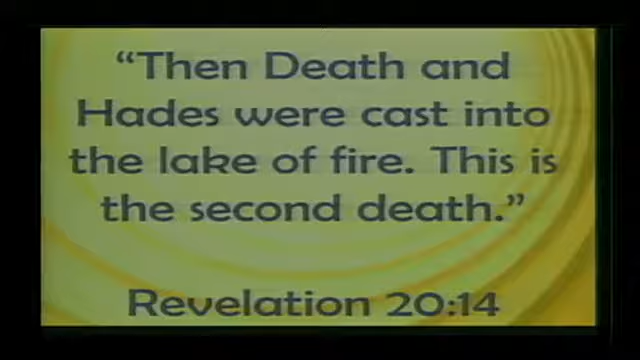 “Then Death and
Hades were cast into
the lake of fire. This is
the second death.”
Revelation 20:14